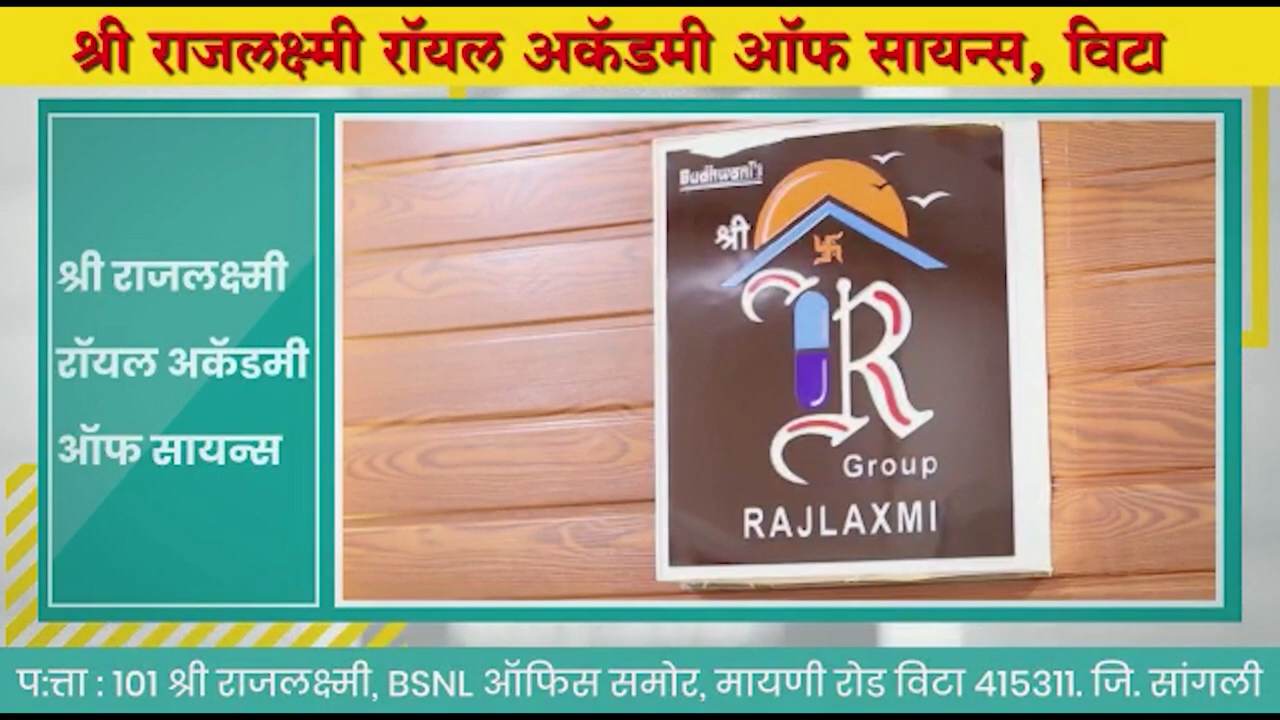 श्री राजलक्ष्मी रॉयल अकॅडमी ऑफ सायन्स, विटा
श्री राजलक्ष्मी
रॉयल अकॅडमी
ऑफ सायन्स
Budhwani's
श्री
R
Group
RAJLAXMI
प:त्ता : 101 श्री राजलक्ष्मी, BSNL ऑफिस समोर, मायणी रोड विटा 415311. जि. सांगली